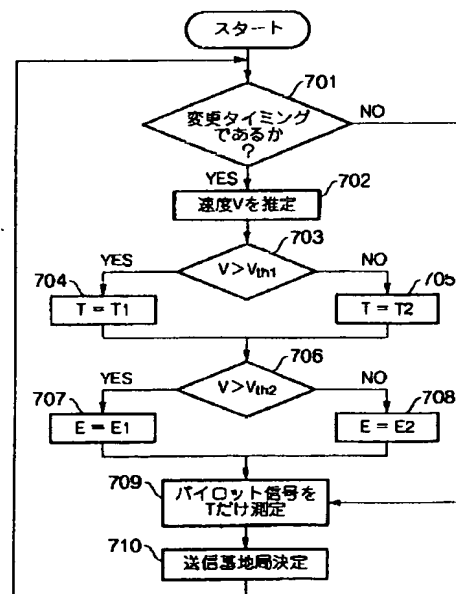 スタート
701
変更タイミング
であるか
?
NO
YES
702
速度Vを推定
703
YES
V>Vth1
NO
704
T=T1
705
T=T2
706
YES
V>Vth2
NO
707
E=E1
708
E=E2
709
パイロット信号を
Tだけ測定
710
送信基地局決定